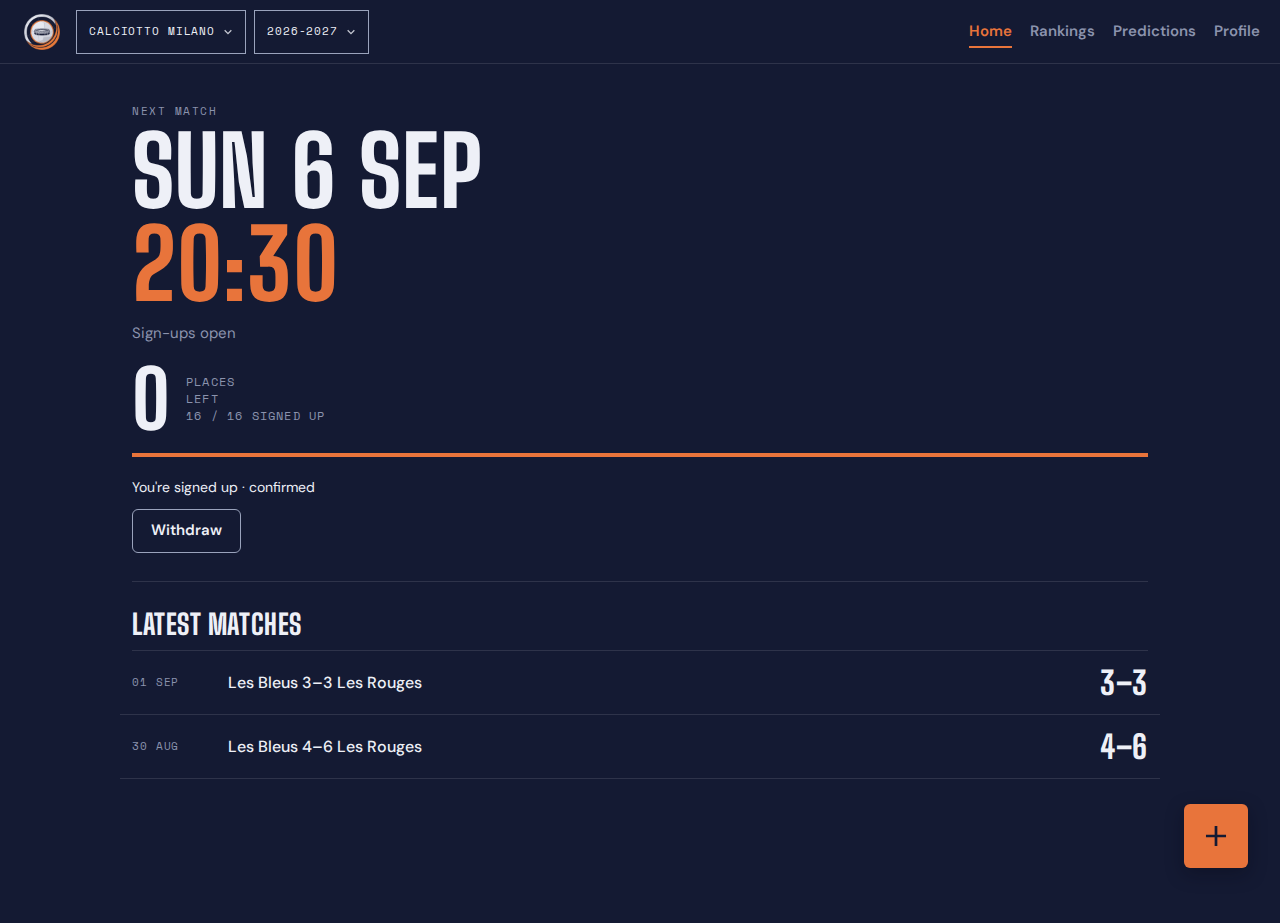 CALCIOTTO MILANO
2026-2027
Home
Rankings
Predictions
Profile
NEXT MATCH
SUN 6 SEP
20:30
Sign-ups open
0
PLACES
LEFT
16 / 16 SIGNED UP
You're signed up · confirmed
Withdraw
LATEST MATCHES
01 SEP
Les Bleus 3–3 Les Rouges
3–3
30 AUG
Les Bleus 4–6 Les Rouges
4–6